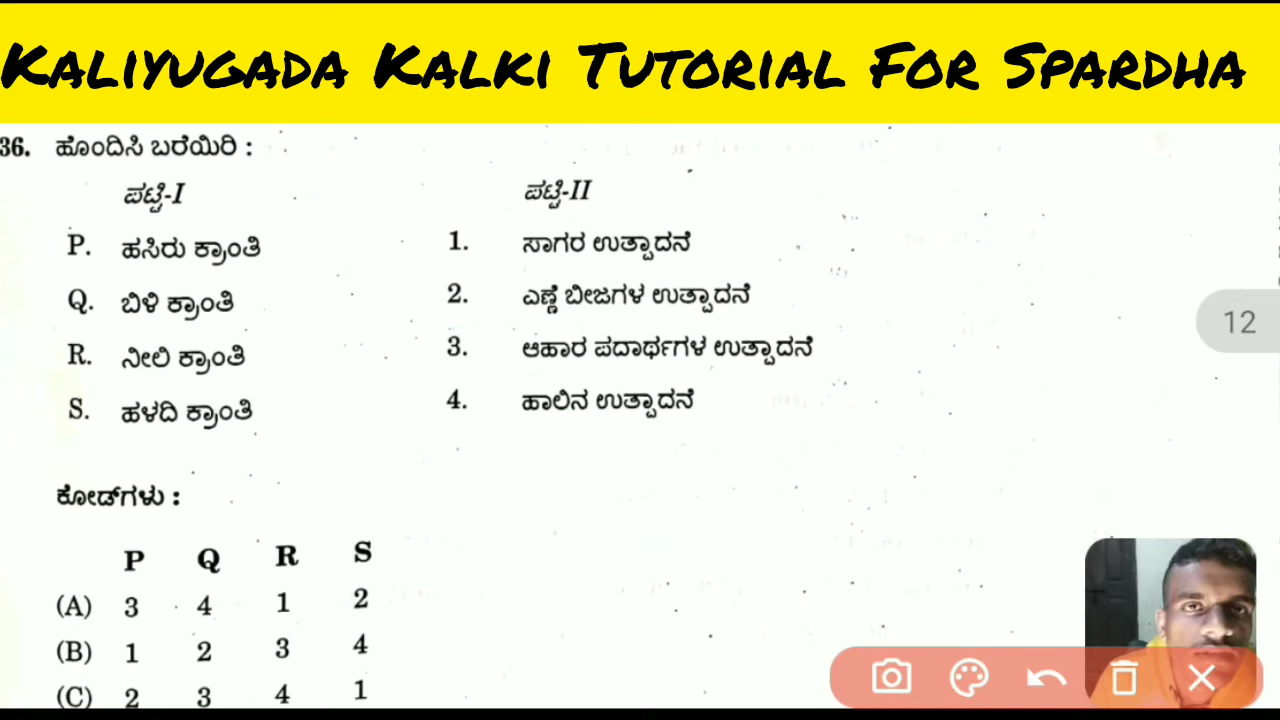 KALIYUGADA KALKI TUTORIAL FOR SPARDHA
36. ಹೊಂದಿಸಿ ಬರೆಯಿರಿ :
ಪಟ್ಟಿ-I ಪಟ್ಟಿ-II
P. ಹಸಿರು ಕ್ರಾಂತಿ 1. ಸಾಗರ ಉತ್ಪಾದನೆ
Q. ಬಿಳಿ ಕ್ರಾಂತಿ 2. ಎಣ್ಣೆ ಬೀಜಗಳ ಉತ್ಪಾದನೆ
R. ನೀಲಿ ಕ್ರಾಂತಿ 3. ಆಹಾರ ಪದಾರ್ಥಗಳ ಉತ್ಪಾದನೆ
S. ಹಳದಿ ಕ್ರಾಂತಿ 4. ಹಾಲಿನ ಉತ್ಪಾದನೆ
12
ಕೋಡ್‌ಗಳು :
P Q R S
(A) 3 4 1 2
(B) 1 2 3 4
(C) 2 3 4 1